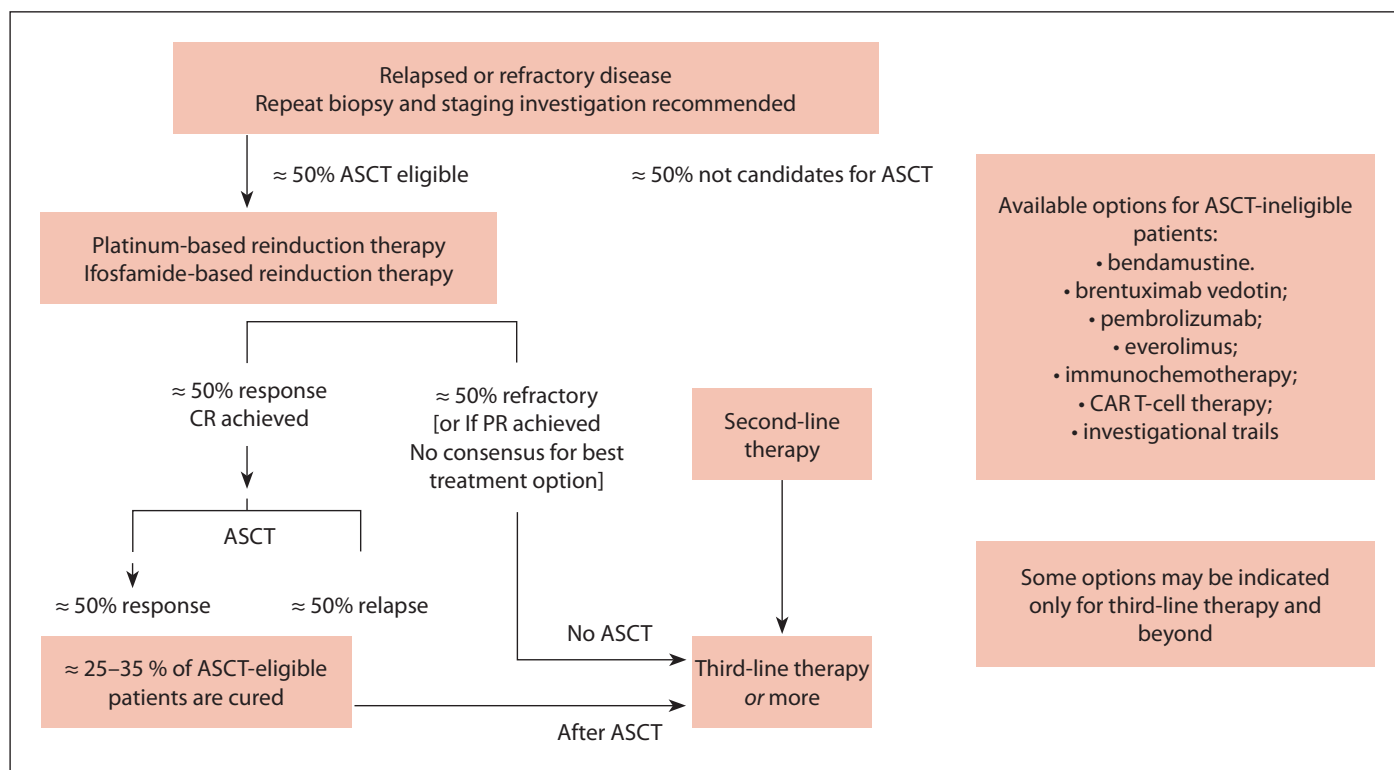 Relapsed or refractory disease
Repeat biopsy and staging investigation recommended
≈ 50% ASCT eligible
≈ 50% not candidates for ASCT
Platinum-based reinduction therapy
Ifosfamide-based reinduction therapy
≈ 50% response
CR achieved
≈ 50% refractory
[or If PR achieved
No consensus for best
treatment option]
ASCT
≈ 50% response
≈ 50% relapse
≈ 25–35 % of ASCT-eligible
patients are cured
No ASCT
After ASCT
Second-line
therapy
Third-line therapy
or more
Available options for ASCT-ineligible
patients:
• bendamustine.
• brentuximab vedotin;
• pembrolizumab;
• everolimus;
• immunochemotherapy;
• CAR T-cell therapy;
• investigational trails
Some options may be indicated
only for third-line therapy and
beyond